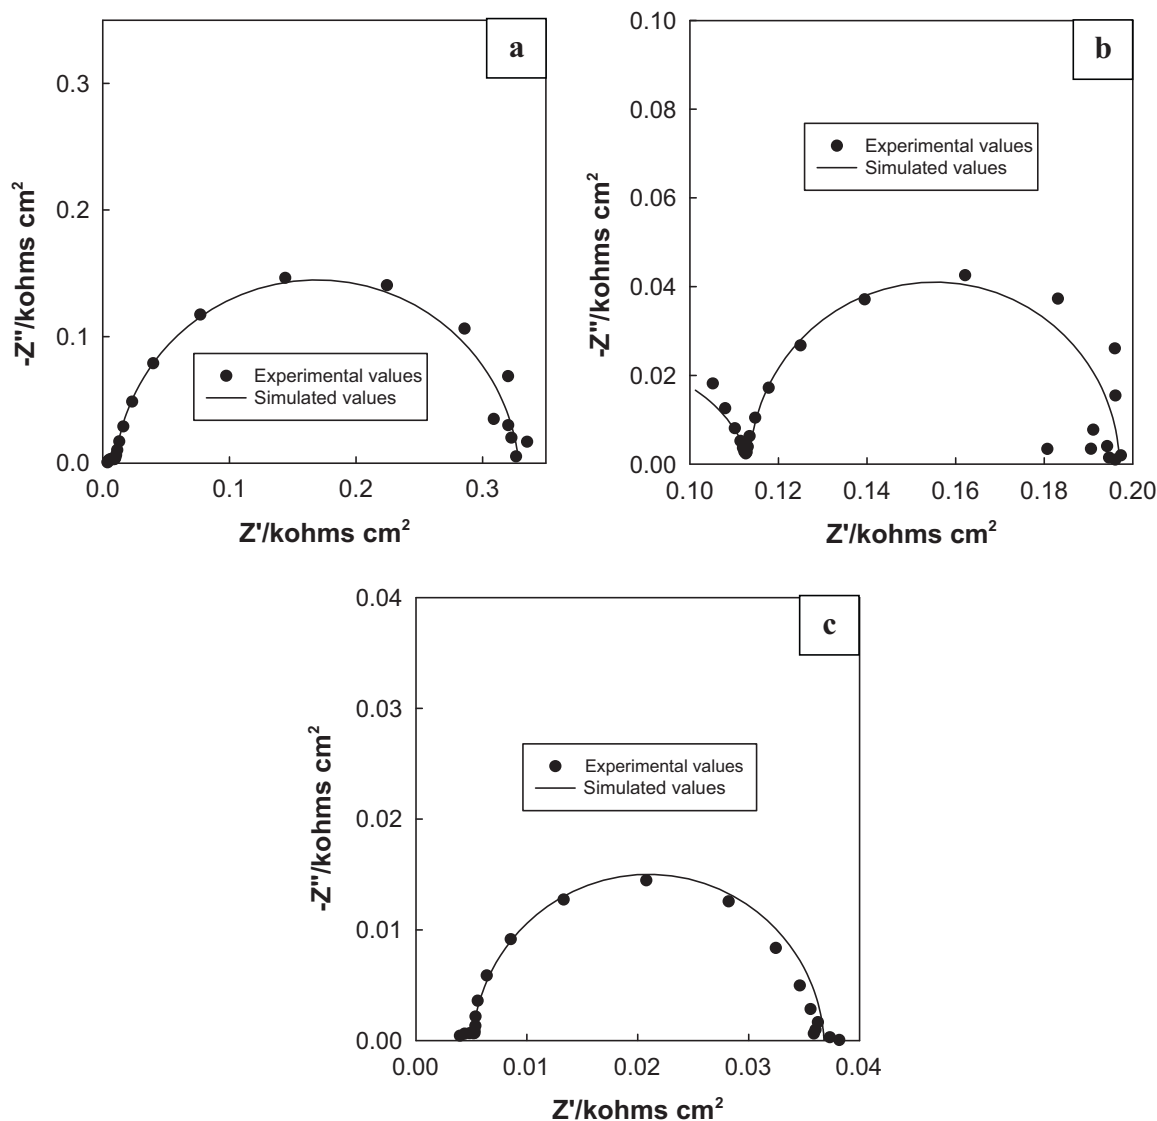 a
-Z"/kohms cm²
0.3
0.2
0.1
0.0
Experimental values
Simulated values
0.0 0.1 0.2 0.3
Z'/kohms cm²
b
-Z"/kohms cm²
0.10
0.08
0.06
0.04
0.02
0.00
Experimental values
Simulated values
0.10 0.12 0.14 0.16 0.18 0.20
Z'/kohms cm²
c
-Z"/kohms cm²
0.04
0.03
0.02
0.01
0.00
Experimental values
Simulated values
0.00 0.01 0.02 0.03 0.04
Z'/kohms cm²